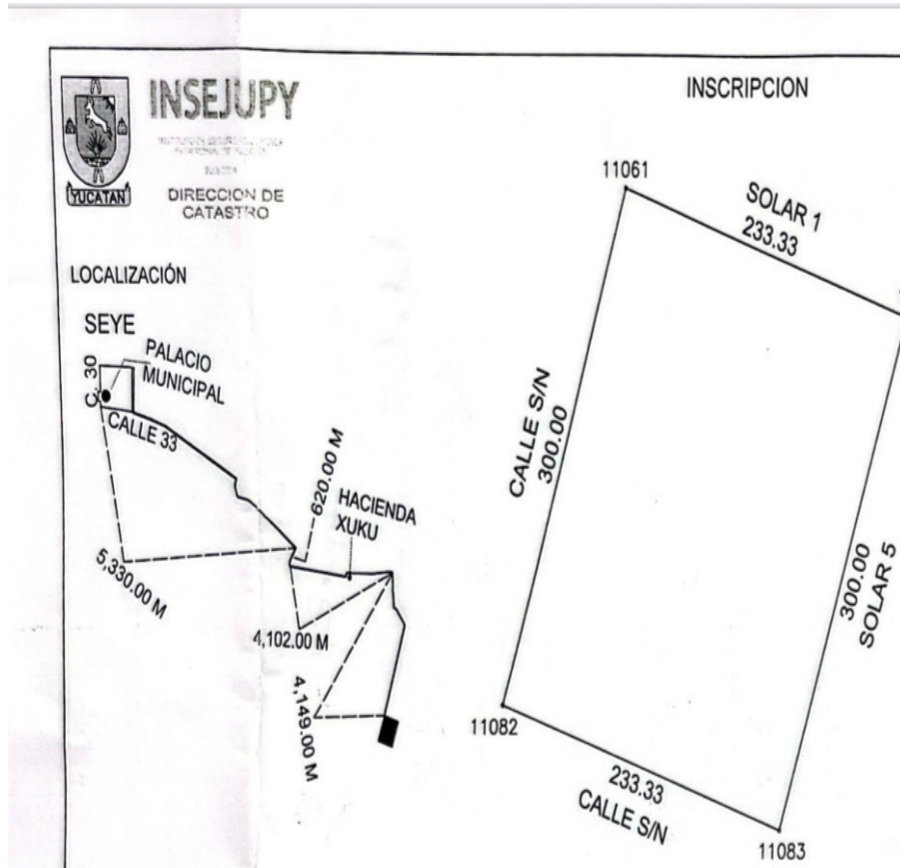 INSEJUPY
DIRECCION DE
CATASTRO
YUCATAN
INSCRIPCION
LOCALIZACIÓN
SEYE
PALACIO
MUNICIPAL
C. 30
CALLE 33
5,330.00 M
620.00 M
HACIENDA
XUKU
4,102.00 M
4,149.00 M
11061
SOLAR 1
233.33
CALLE S/N
300.00
300.00
SOLAR 5
11082
233.33
CALLE S/N
11083